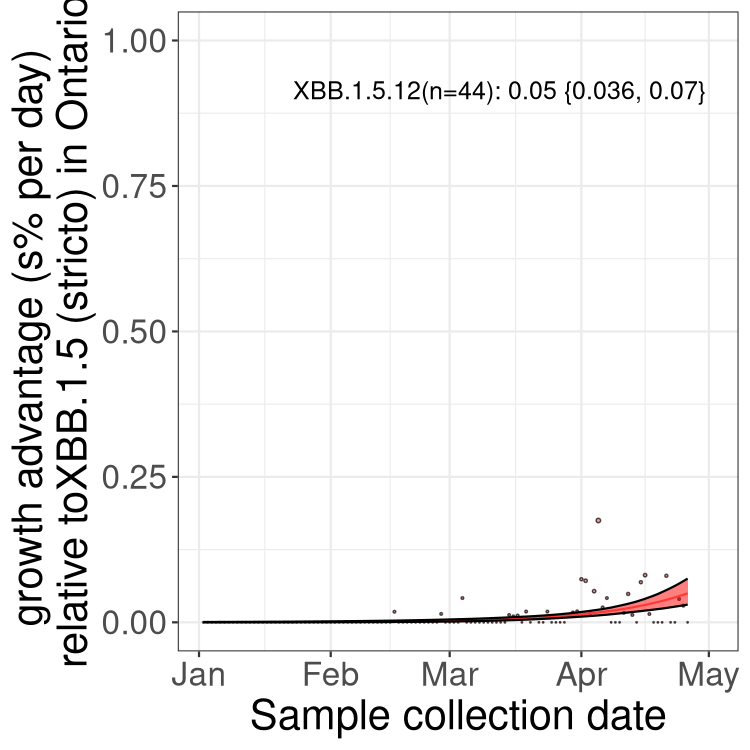 growth advantage (s% per day)
relative toXBB.1.5 (stricto) in Ontario
1.00
XBB.1.5.12(n=44): 0.05 {0.036, 0.07}
0.75
0.50
0.25
0.00
Jan Feb Mar Apr May
Sample collection date